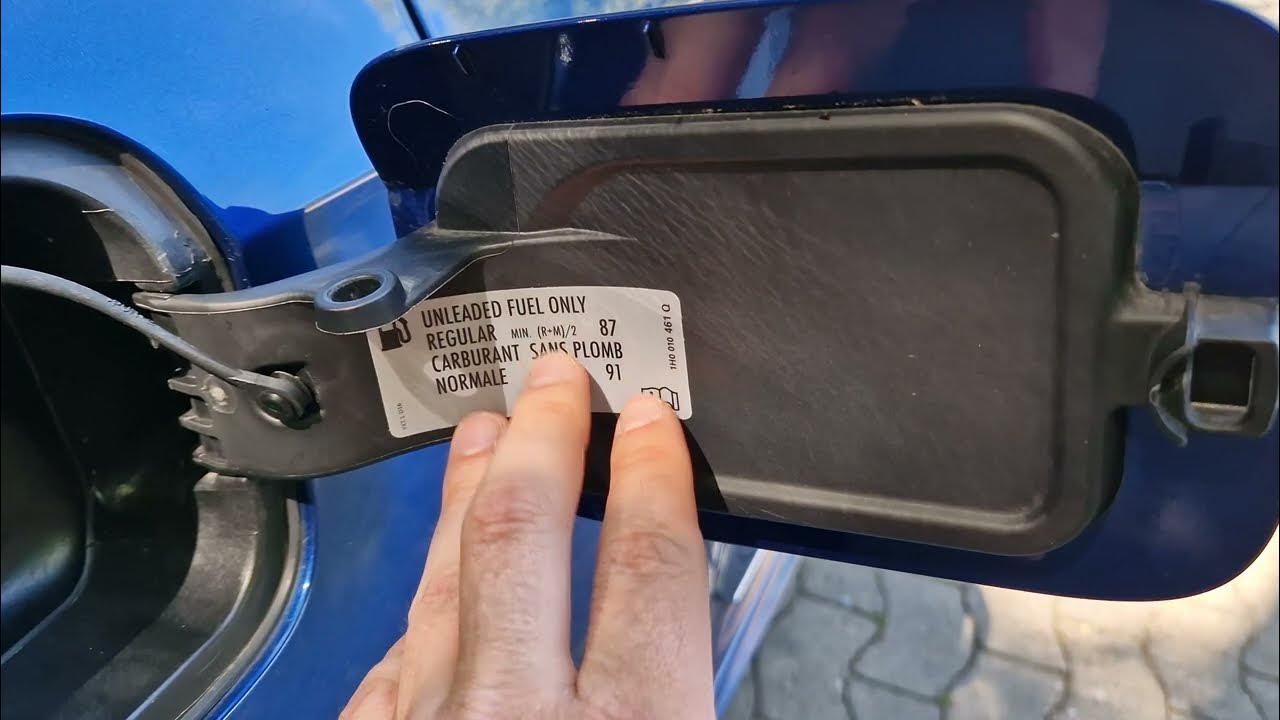 UNLEADED FUEL ONLY
REGULAR MIN. (R+M)/2 87
CARBURANT SANS PLOMB
NORMALE 91
1H0 010 461 Q